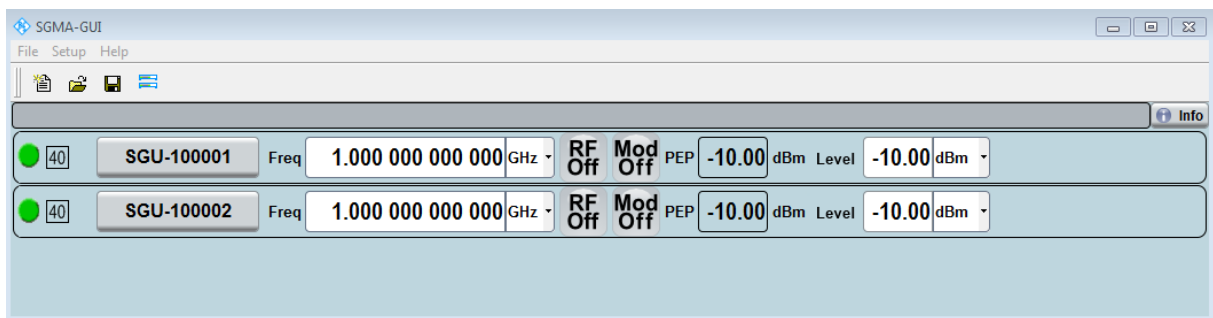 SGMA-GUI
File Setup Help
Info
40 SGU-100001 Freq 1.000 000 000 000 GHz RF Off Mod Off PEP -10.00 dBm Level -10.00 dBm
40 SGU-100002 Freq 1.000 000 000 000 GHz RF Off Mod Off PEP -10.00 dBm Level -10.00 dBm